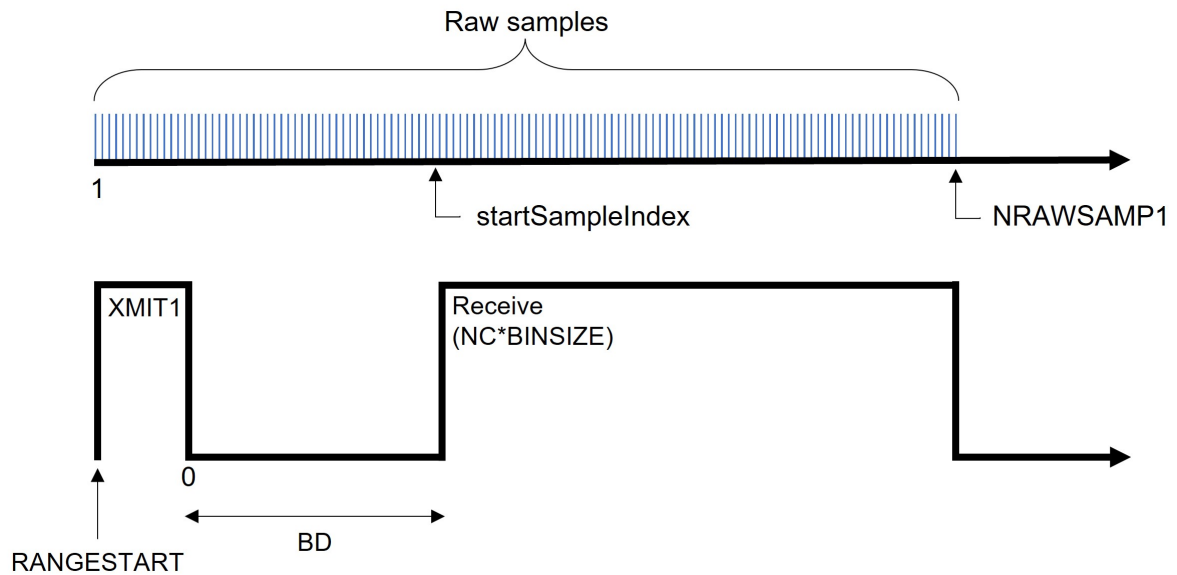 Raw samples
1
startSampleIndex
NRAWSAMP1
XMIT1
Receive
(NC*BINSIZE)
0
BD
RANGESTART